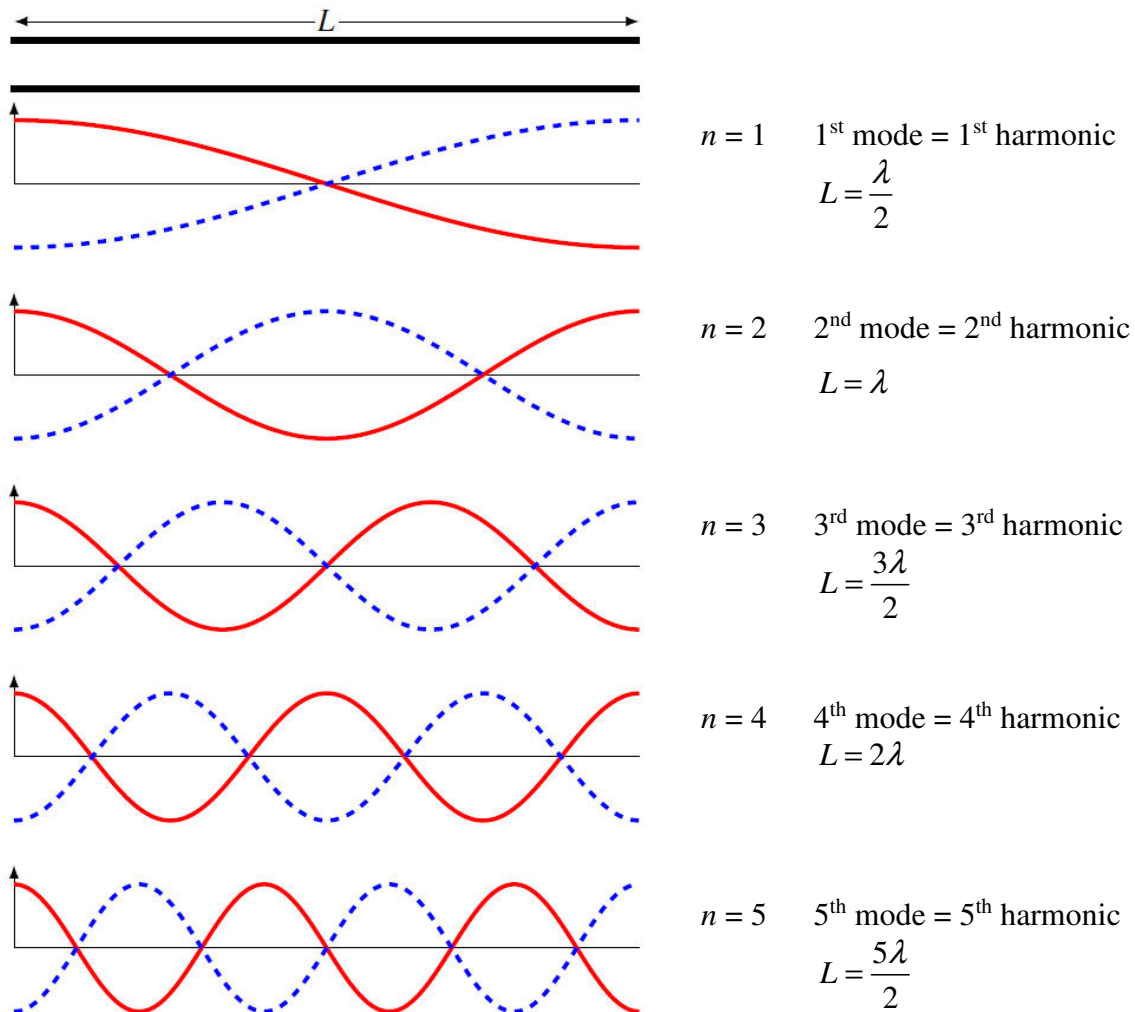 L
n = 1 1st mode = 1st harmonic
L = λ/2
n = 2 2nd mode = 2nd harmonic
L = λ
n = 3 3rd mode = 3rd harmonic
L = 3λ/2
n = 4 4th mode = 4th harmonic
L = 2λ
n = 5 5th mode = 5th harmonic
L = 5λ/2